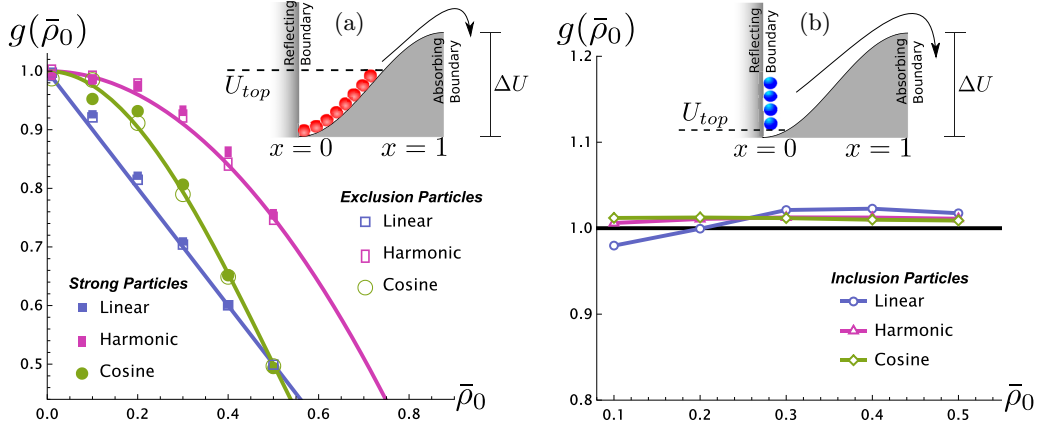 g(ρ̄₀)
(a)
Reflecting
Boundary
Absorbing
Boundary
U_top
ΔU
x = 0
x = 1
1.0
0.9
0.8
0.7
0.6
0.5
Exclusion Particles
Linear
Harmonic
Cosine
Strong Particles
Linear
Harmonic
Cosine
0.0
0.2
0.4
0.6
0.8
ρ̄₀
g(ρ̄₀)
(b)
Reflecting
Boundary
Absorbing
Boundary
U_top
ΔU
x = 0
x = 1
1.2
1.1
1.0
0.9
0.8
Inclusion Particles
Linear
Harmonic
Cosine
0.1
0.2
0.3
0.4
0.5
ρ̄₀